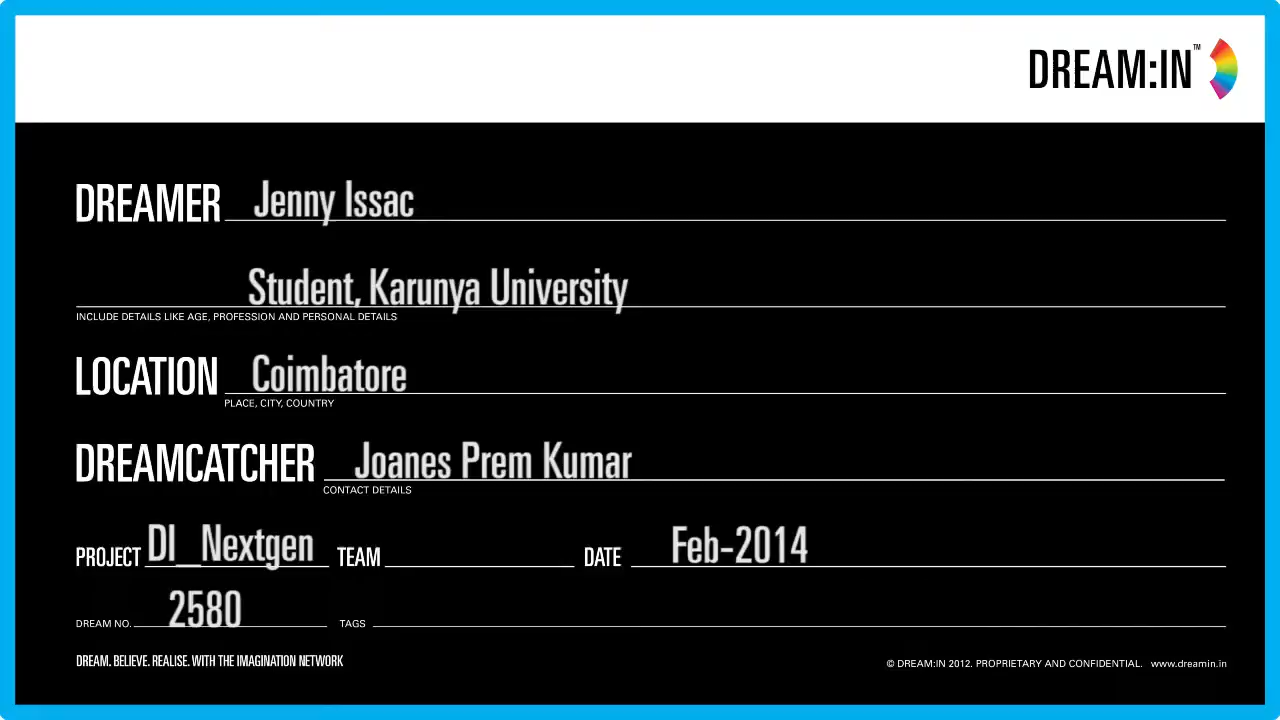 DREAM:IN™
DREAMER Jenny Issac
Student, Karunya University
INCLUDE DETAILS LIKE AGE, PROFESSION AND PERSONAL DETAILS
LOCATION Coimbatore
PLACE, CITY, COUNTRY
DREAMCATCHER Joanes Prem Kumar
CONTACT DETAILS
PROJECT DI_Nextgen TEAM DATE Feb-2014
DREAM NO. 2580 TAGS
DREAM. BELIEVE. REALISE. WITH THE IMAGINATION NETWORK © DREAM:IN 2012. PROPRIETARY AND CONFIDENTIAL. www.dreamin.in